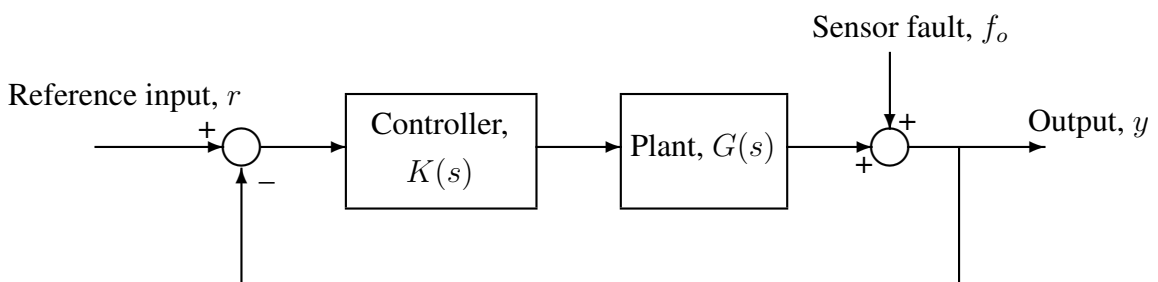 Sensor fault, f_o
Reference input, r
+
−
Controller,
K(s)
Plant, G(s)
+
+
Output, y